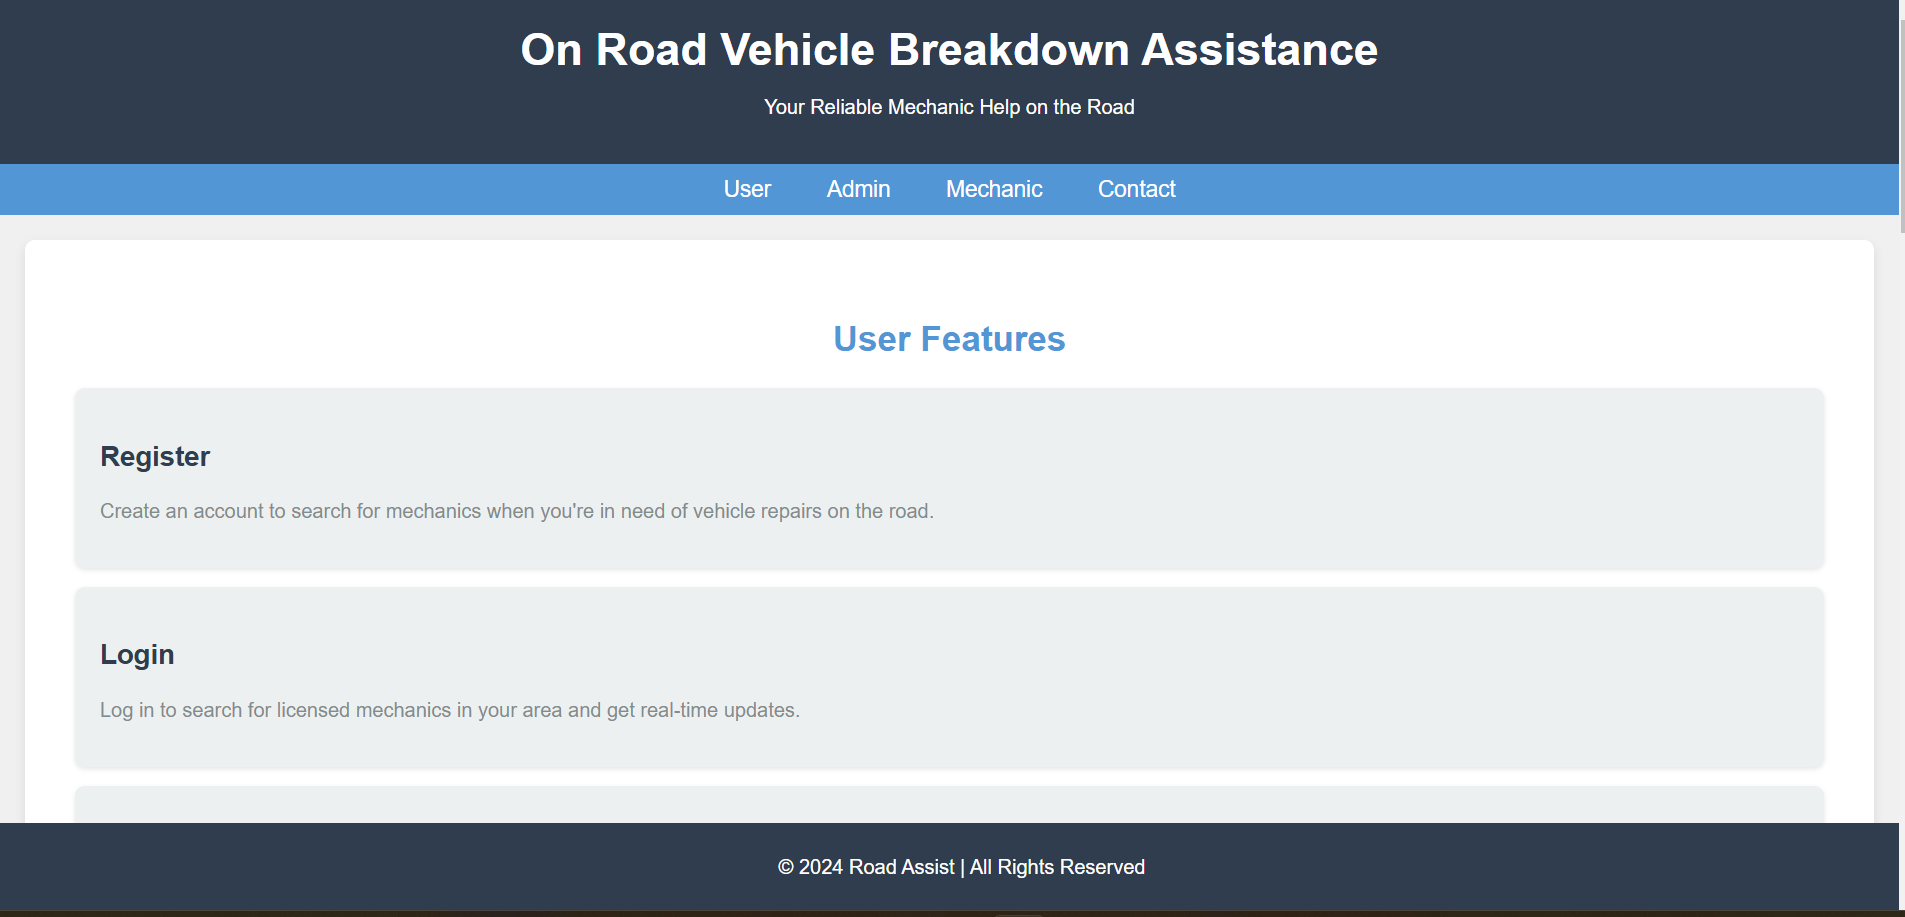 On Road Vehicle Breakdown Assistance
Your Reliable Mechanic Help on the Road
User Admin Mechanic Contact
User Features
Register
Create an account to search for mechanics when you're in need of vehicle repairs on the road.
Login
Log in to search for licensed mechanics in your area and get real-time updates.
© 2024 Road Assist | All Rights Reserved